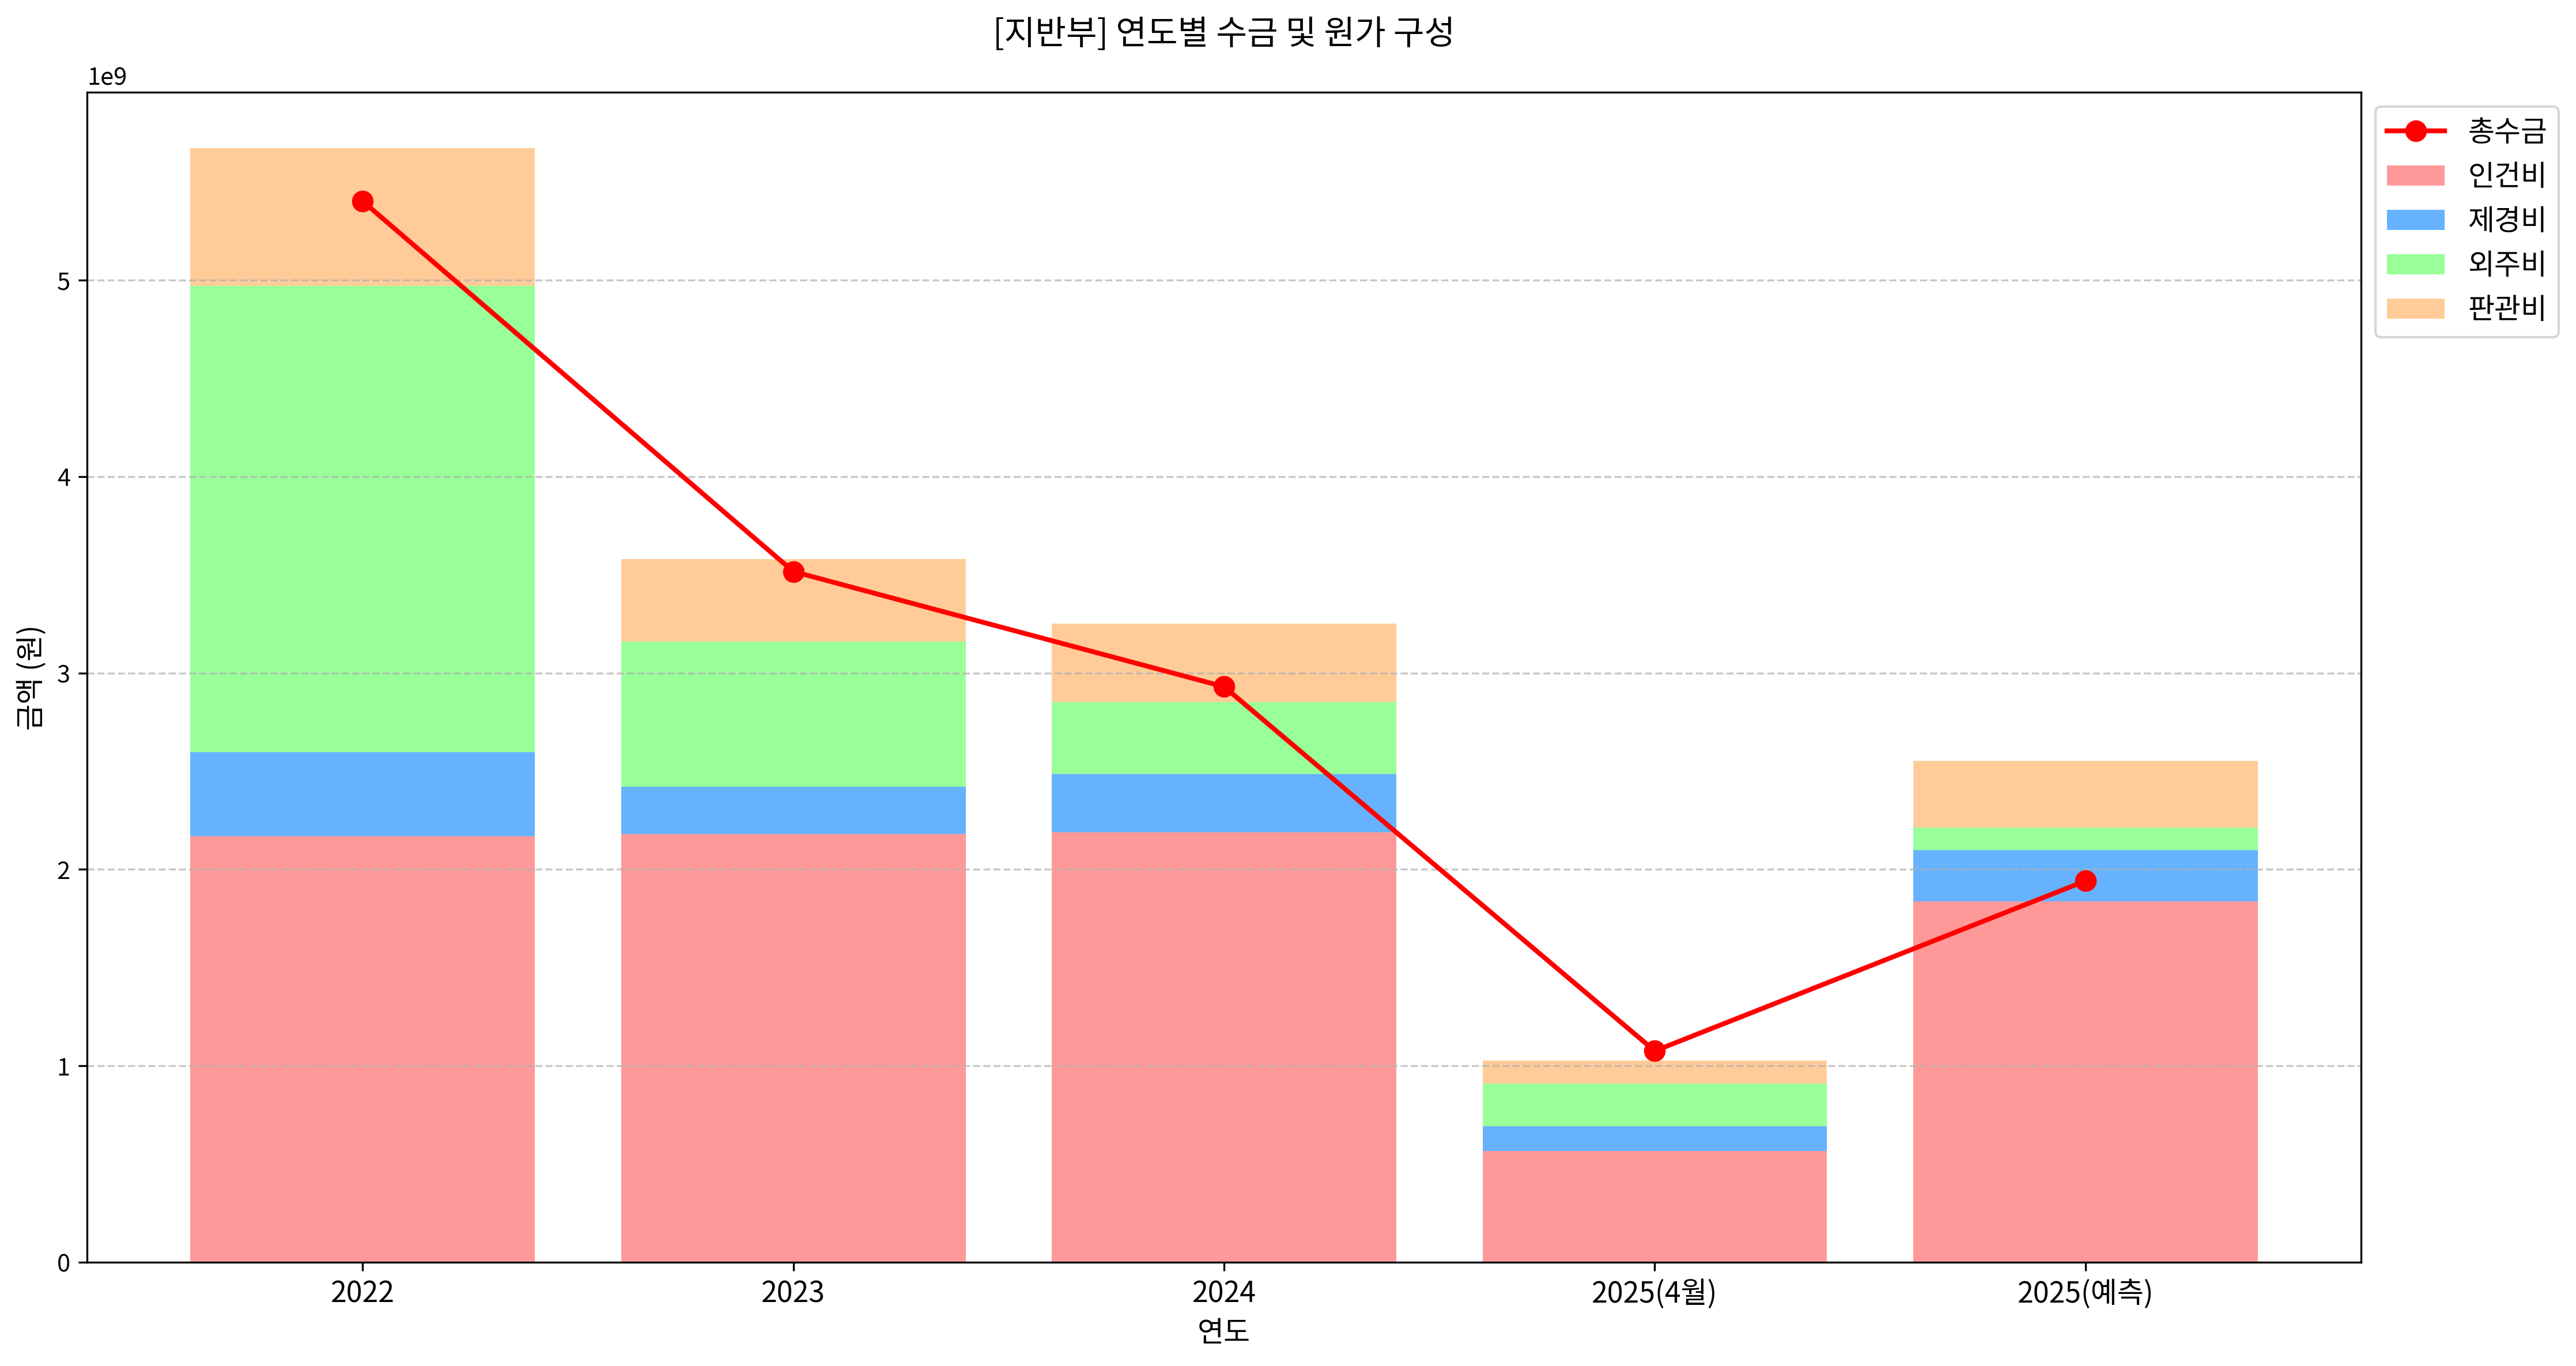 [지반부] 연도별 수금 및 원가 구성
1e9
총수금
인건비
제경비
외주비
판관비
5
4
3
2
1
0
금액 (원)
2022
2023
2024
2025(4월)
2025(예측)
연도